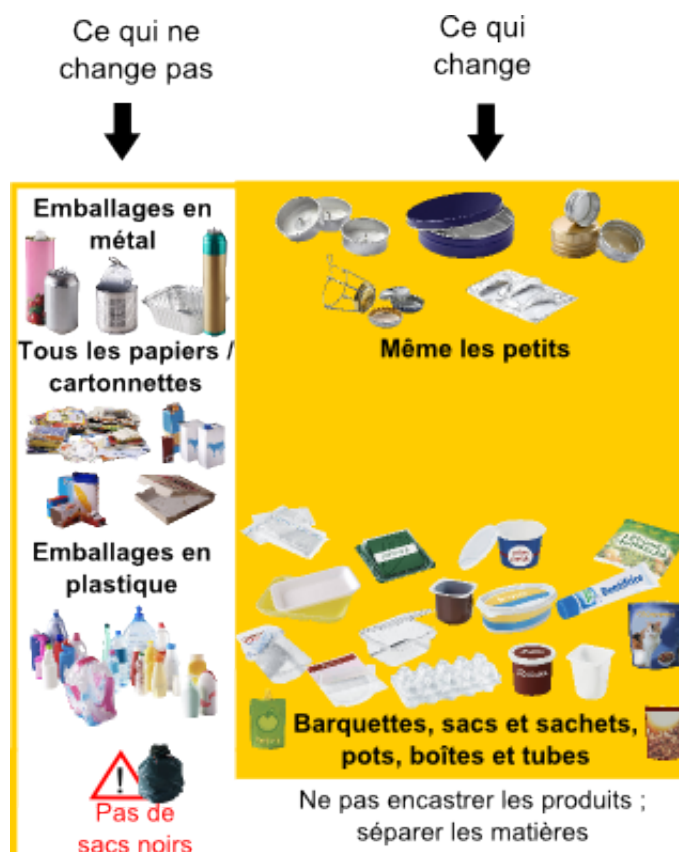 Ce qui ne
change pas
Ce qui
change
Emballages en
métal
Tous les papiers /
cartonnettes
Emballages en
plastique
Pas de
sacs noirs
Même les petits
Dentifrice
Barquettes, sacs et sachets,
pots, boîtes et tubes
Ne pas encastrer les produits ;
séparer les matières